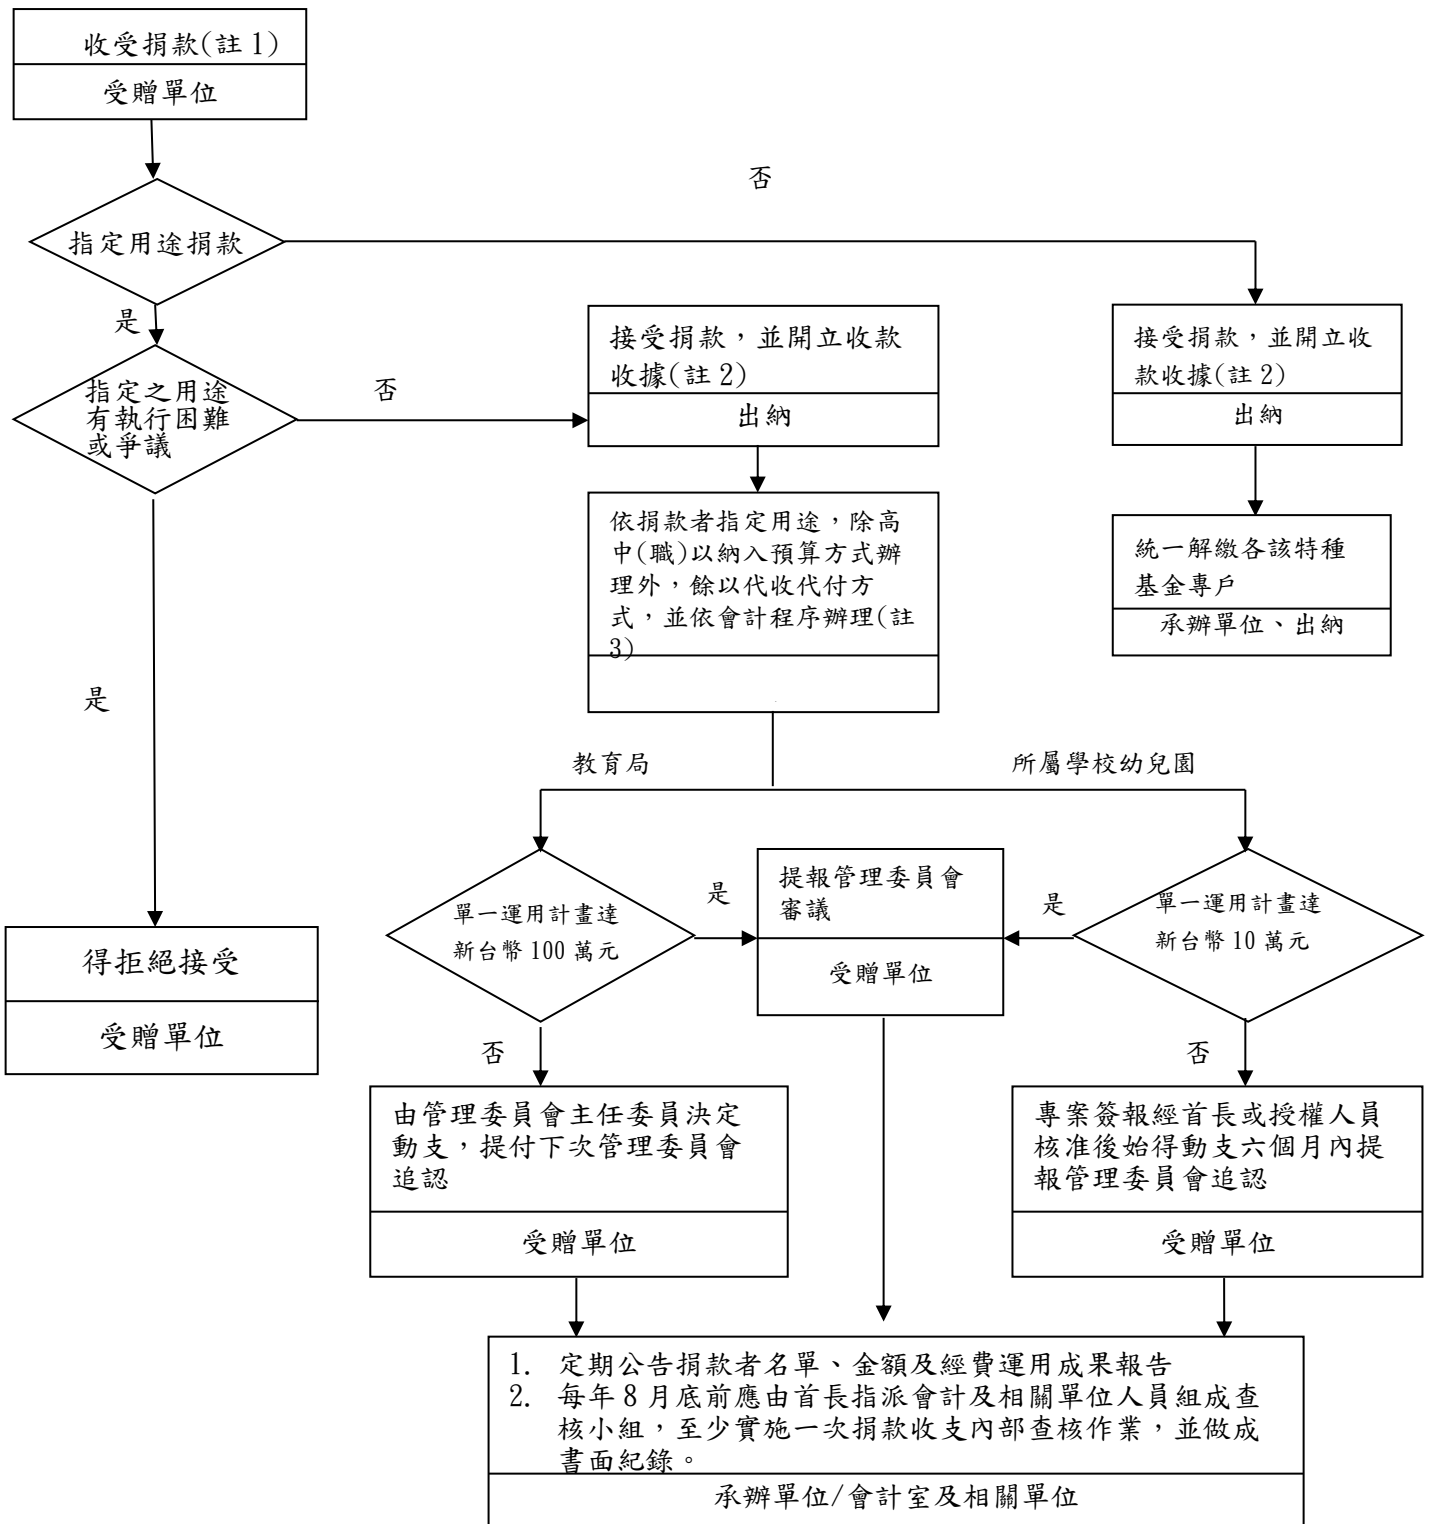 收受捐款(註 1)
受贈單位
否
指定用途捐款
是
接受捐款，並開立收款
收據(註 2)
出納
接受捐款，並開立收
款收據(註 2)
出納
指定之用途
有執行困難
或爭議
否
依捐款者指定用途，除高
中(職)以納入預算方式辦
理外，餘以代收代付方
式，並依會計程序辦理(註
3)
統一解繳各該特種
基金專戶
承辦單位、出納
是
教育局
所屬學校幼兒園
單一運用計畫達
新台幣 100 萬元
是
提報管理委員會
審議
受贈單位
是
單一運用計畫達
新台幣 10 萬元
得拒絕接受
受贈單位
否
否
由管理委員會主任委員決定
動支，提付下次管理委員會
追認
受贈單位
專案簽報經首長或授權人員
核准後始得動支六個月內提
報管理委員會追認
受贈單位
1. 定期公告捐款者名單、金額及經費運用成果報告
2. 每年 8 月底前應由首長指派會計及相關單位人員組成查
核小組，至少實施一次捐款收支內部查核作業，並做成
書面紀錄。
承辦單位/會計室及相關單位